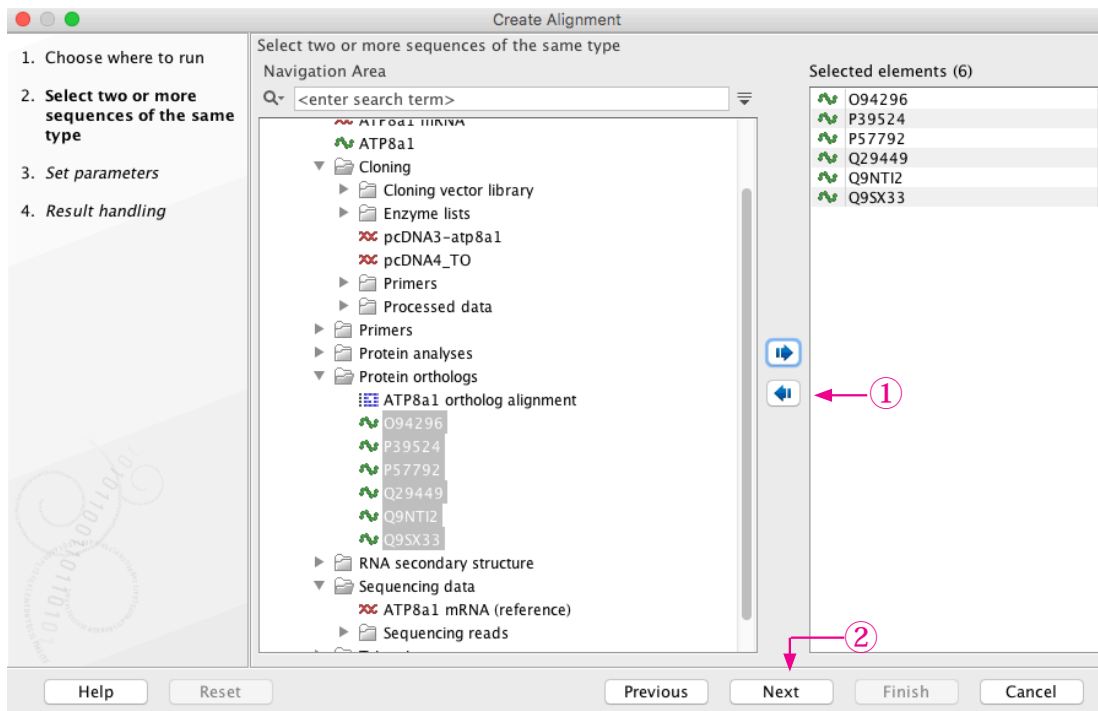 Create Alignment
1. Choose where to run
2. Select two or more
sequences of the same
type
3. Set parameters
4. Result handling
Select two or more sequences of the same type
Navigation Area
<enter search term>
ATP8a1 mRNA
ATP8a1
Cloning
Cloning vector library
Enzyme lists
pcDNA3-atp8a1
pcDNA4_TO
Primers
Processed data
Primers
Protein analyses
Protein orthologs
ATP8a1 ortholog alignment
O94296
P39524
P57792
Q29449
Q9NTI2
Q9SX33
RNA secondary structure
Sequencing data
ATP8a1 mRNA (reference)
Sequencing reads
Selected elements (6)
O94296
P39524
P57792
Q29449
Q9NTI2
Q9SX33
①
②
Help
Reset
Previous
Next
Finish
Cancel